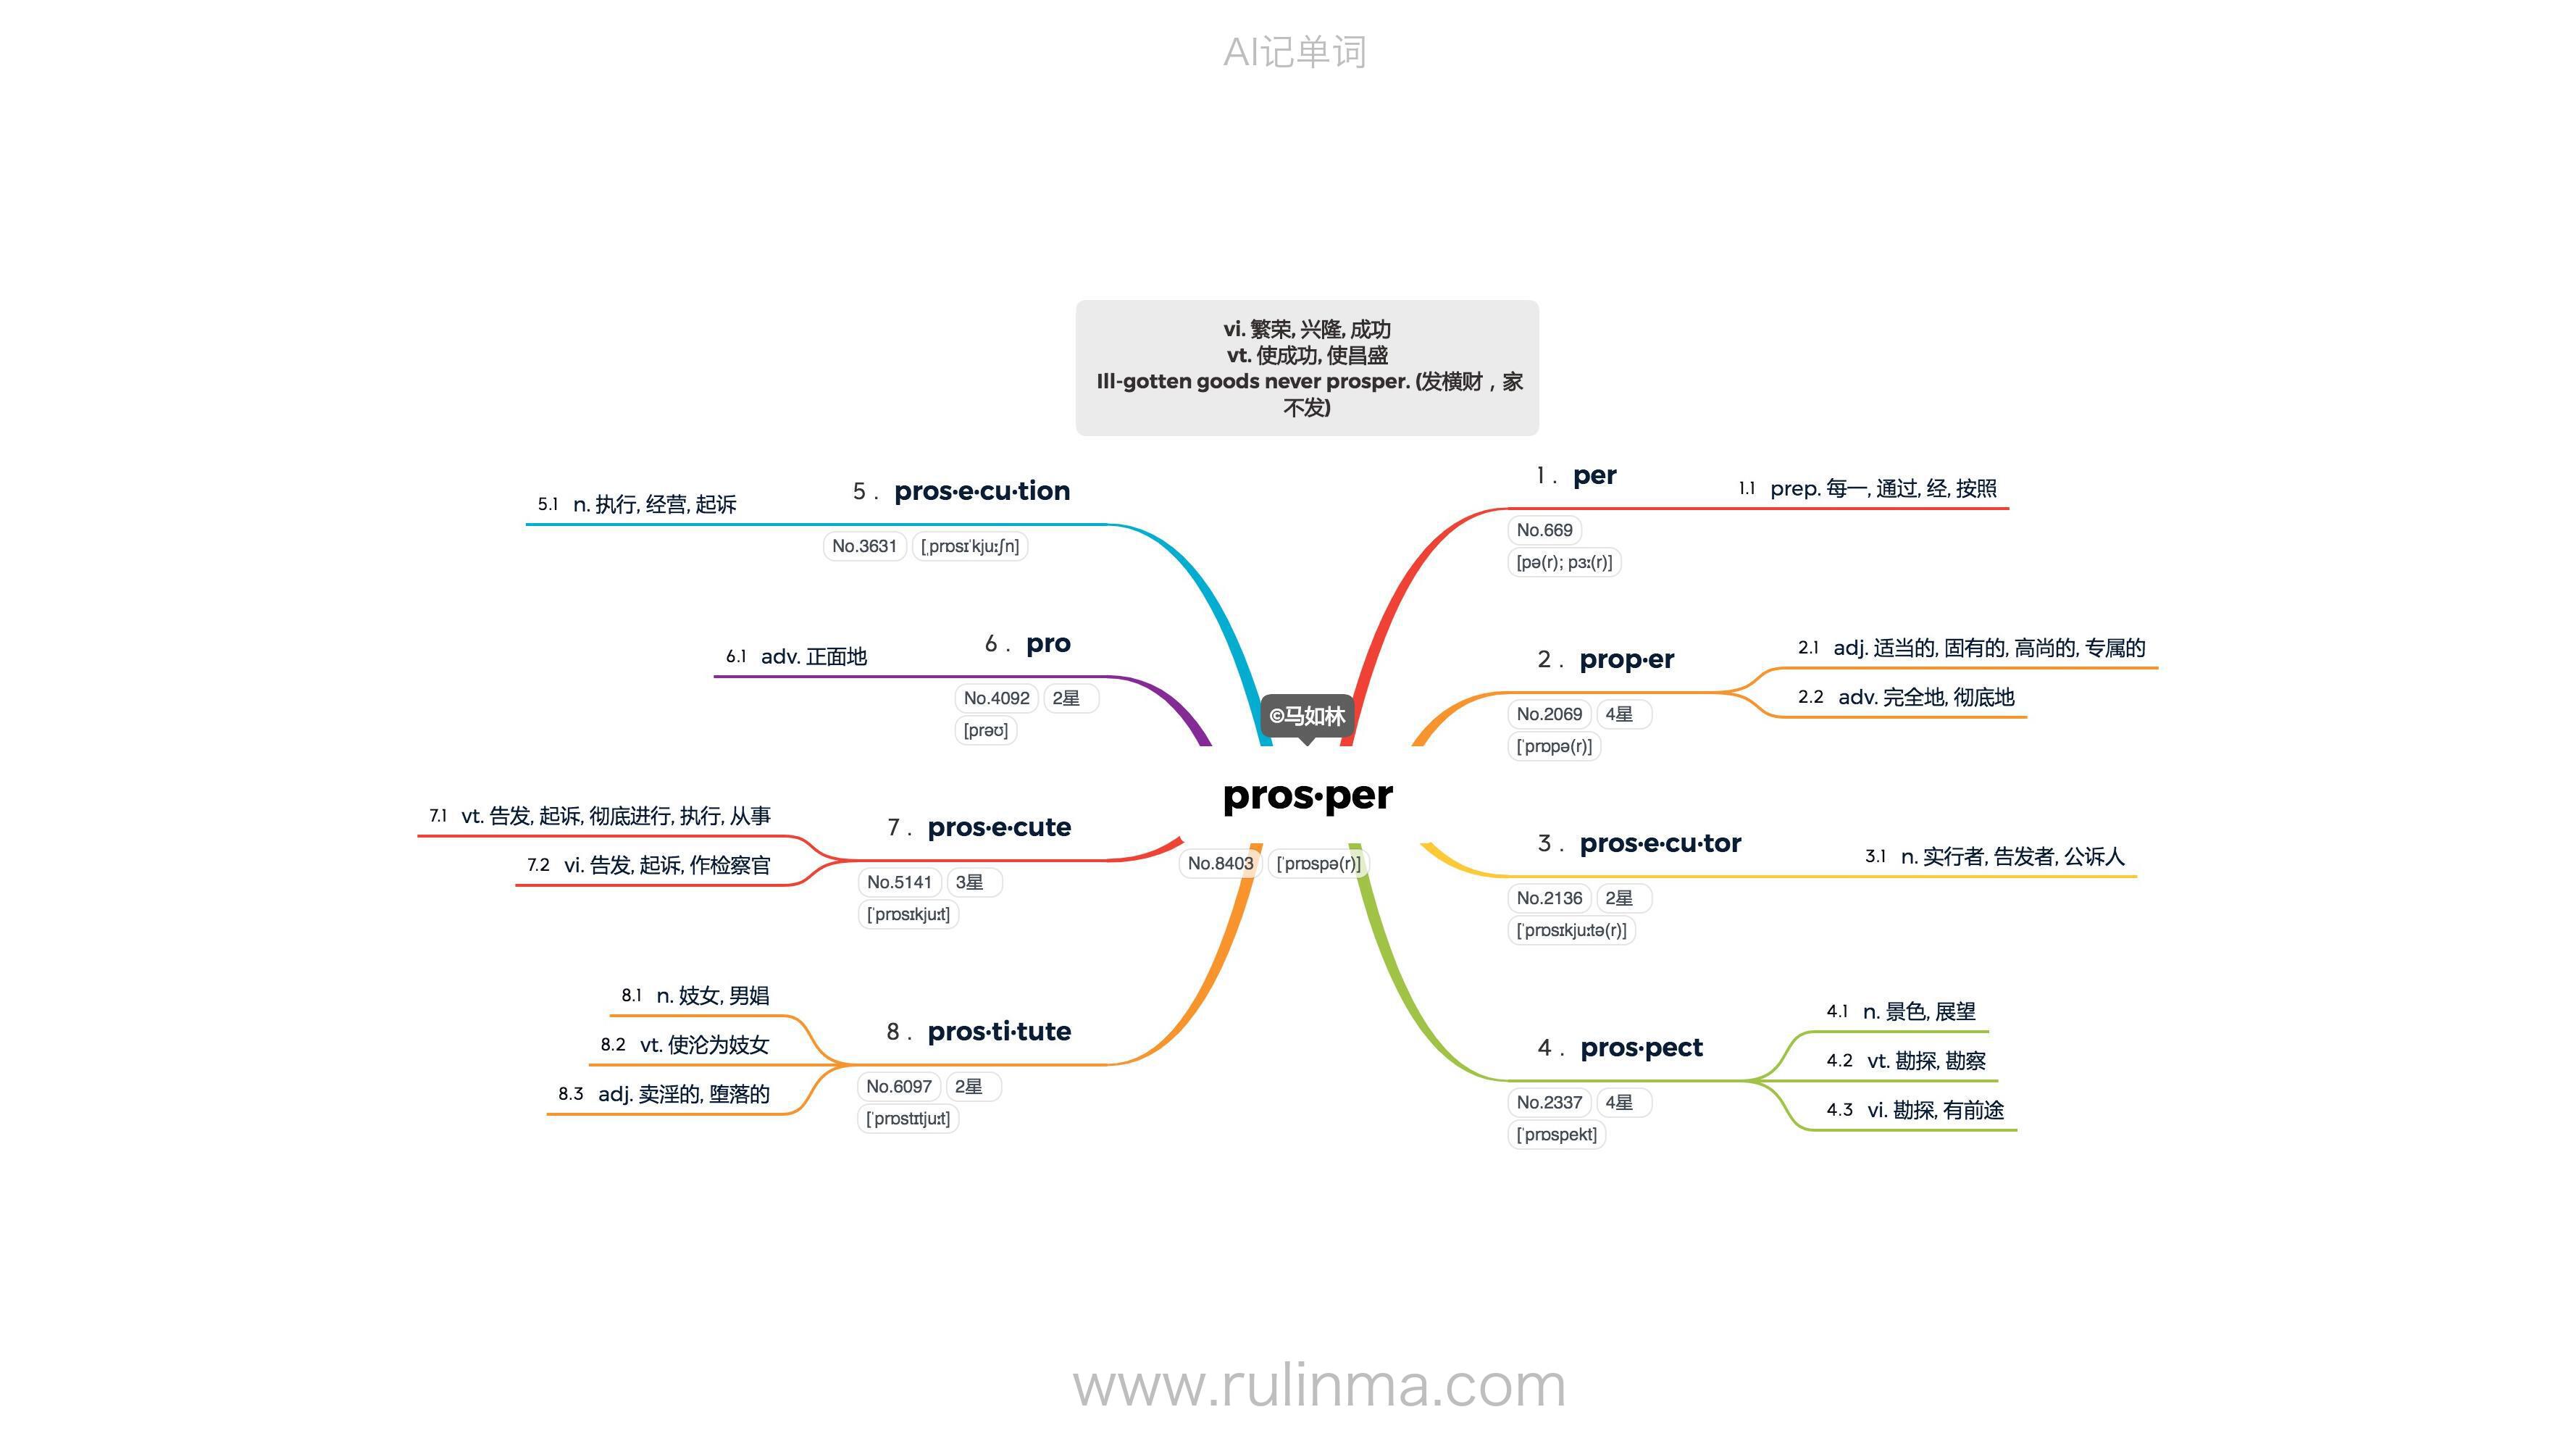 AI记单词
vi. 繁荣, 兴隆, 成功
vt. 使成功, 使昌盛
Ill-gotten goods never prosper. (发横财，家
不发)
©马如林
pros·per
No.8403 [ˈprɒspə(r)]
1. per
No.669
[pə(r); pɜː(r)]
1.1 prep. 每一, 通过, 经, 按照
2. prop·er
No.2069 4星
[ˈprɒpə(r)]
2.1 adj. 适当的, 固有的, 高尚的, 专属的
2.2 adv. 完全地, 彻底地
3. pros·e·cu·tor
No.2136 2星
[ˈprɒsɪkjuːtə(r)]
3.1 n. 实行者, 告发者, 公诉人
4. pros·pect
No.2337 4星
[ˈprɒspekt]
4.1 n. 景色, 展望
4.2 vt. 勘探, 勘察
4.3 vi. 勘探, 有前途
5. pros·e·cu·tion
No.3631 [ˌprɒsɪˈkjuːʃn]
5.1 n. 执行, 经营, 起诉
6. pro
No.4092 2星
[prəʊ]
6.1 adv. 正面地
7. pros·e·cute
No.5141 3星
[ˈprɒsɪkjuːt]
7.1 vt. 告发, 起诉, 彻底进行, 执行, 从事
7.2 vi. 告发, 起诉, 作检察官
8. pros·ti·tute
No.6097 2星
[ˈprɒstɪtjuːt]
8.1 n. 妓女, 男娼
8.2 vt. 使沦为妓女
8.3 adj. 卖淫的, 堕落的
www.rulinma.com